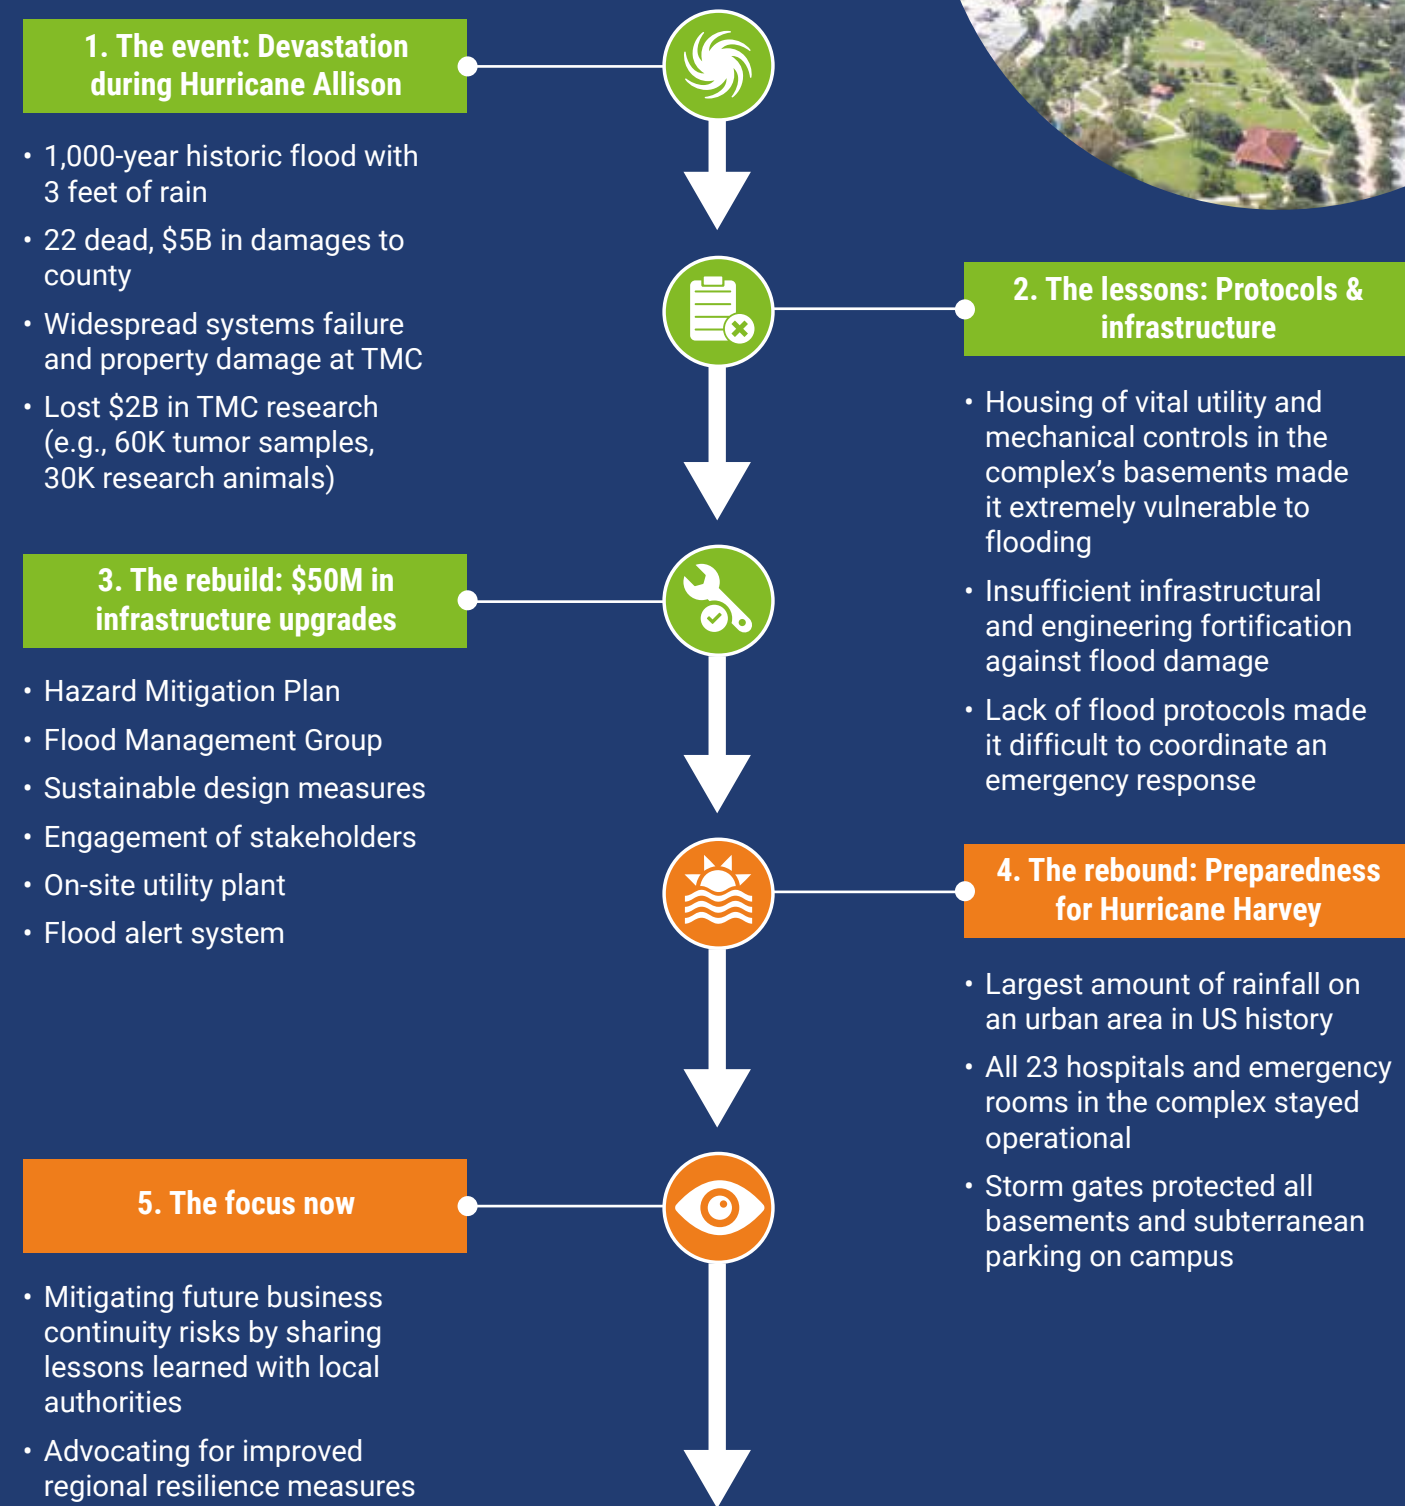 1. The event: Devastation
during Hurricane Allison
• 1,000-year historic flood with
3 feet of rain
• 22 dead, $5B in damages to
county
• Widespread systems failure
and property damage at TMC
• Lost $2B in TMC research
(e.g., 60K tumor samples,
30K research animals)
2. The lessons: Protocols &
infrastructure
• Housing of vital utility and
mechanical controls in the
complex’s basements made
it extremely vulnerable to
flooding
• Insufficient infrastructural
and engineering fortification
against flood damage
• Lack of flood protocols made
it difficult to coordinate an
emergency response
3. The rebuild: $50M in
infrastructure upgrades
• Hazard Mitigation Plan
• Flood Management Group
• Sustainable design measures
• Engagement of stakeholders
• On-site utility plant
• Flood alert system
4. The rebound: Preparedness
for Hurricane Harvey
• Largest amount of rainfall on
an urban area in US history
• All 23 hospitals and emergency
rooms in the complex stayed
operational
• Storm gates protected all
basements and subterranean
parking on campus
5. The focus now
• Mitigating future business
continuity risks by sharing
lessons learned with local
authorities
• Advocating for improved
regional resilience measures